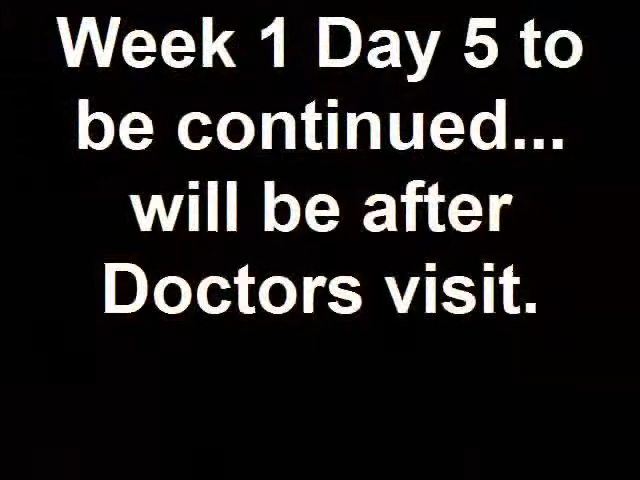 Week 1 Day 5 to
be continued...
will be after
Doctors visit.